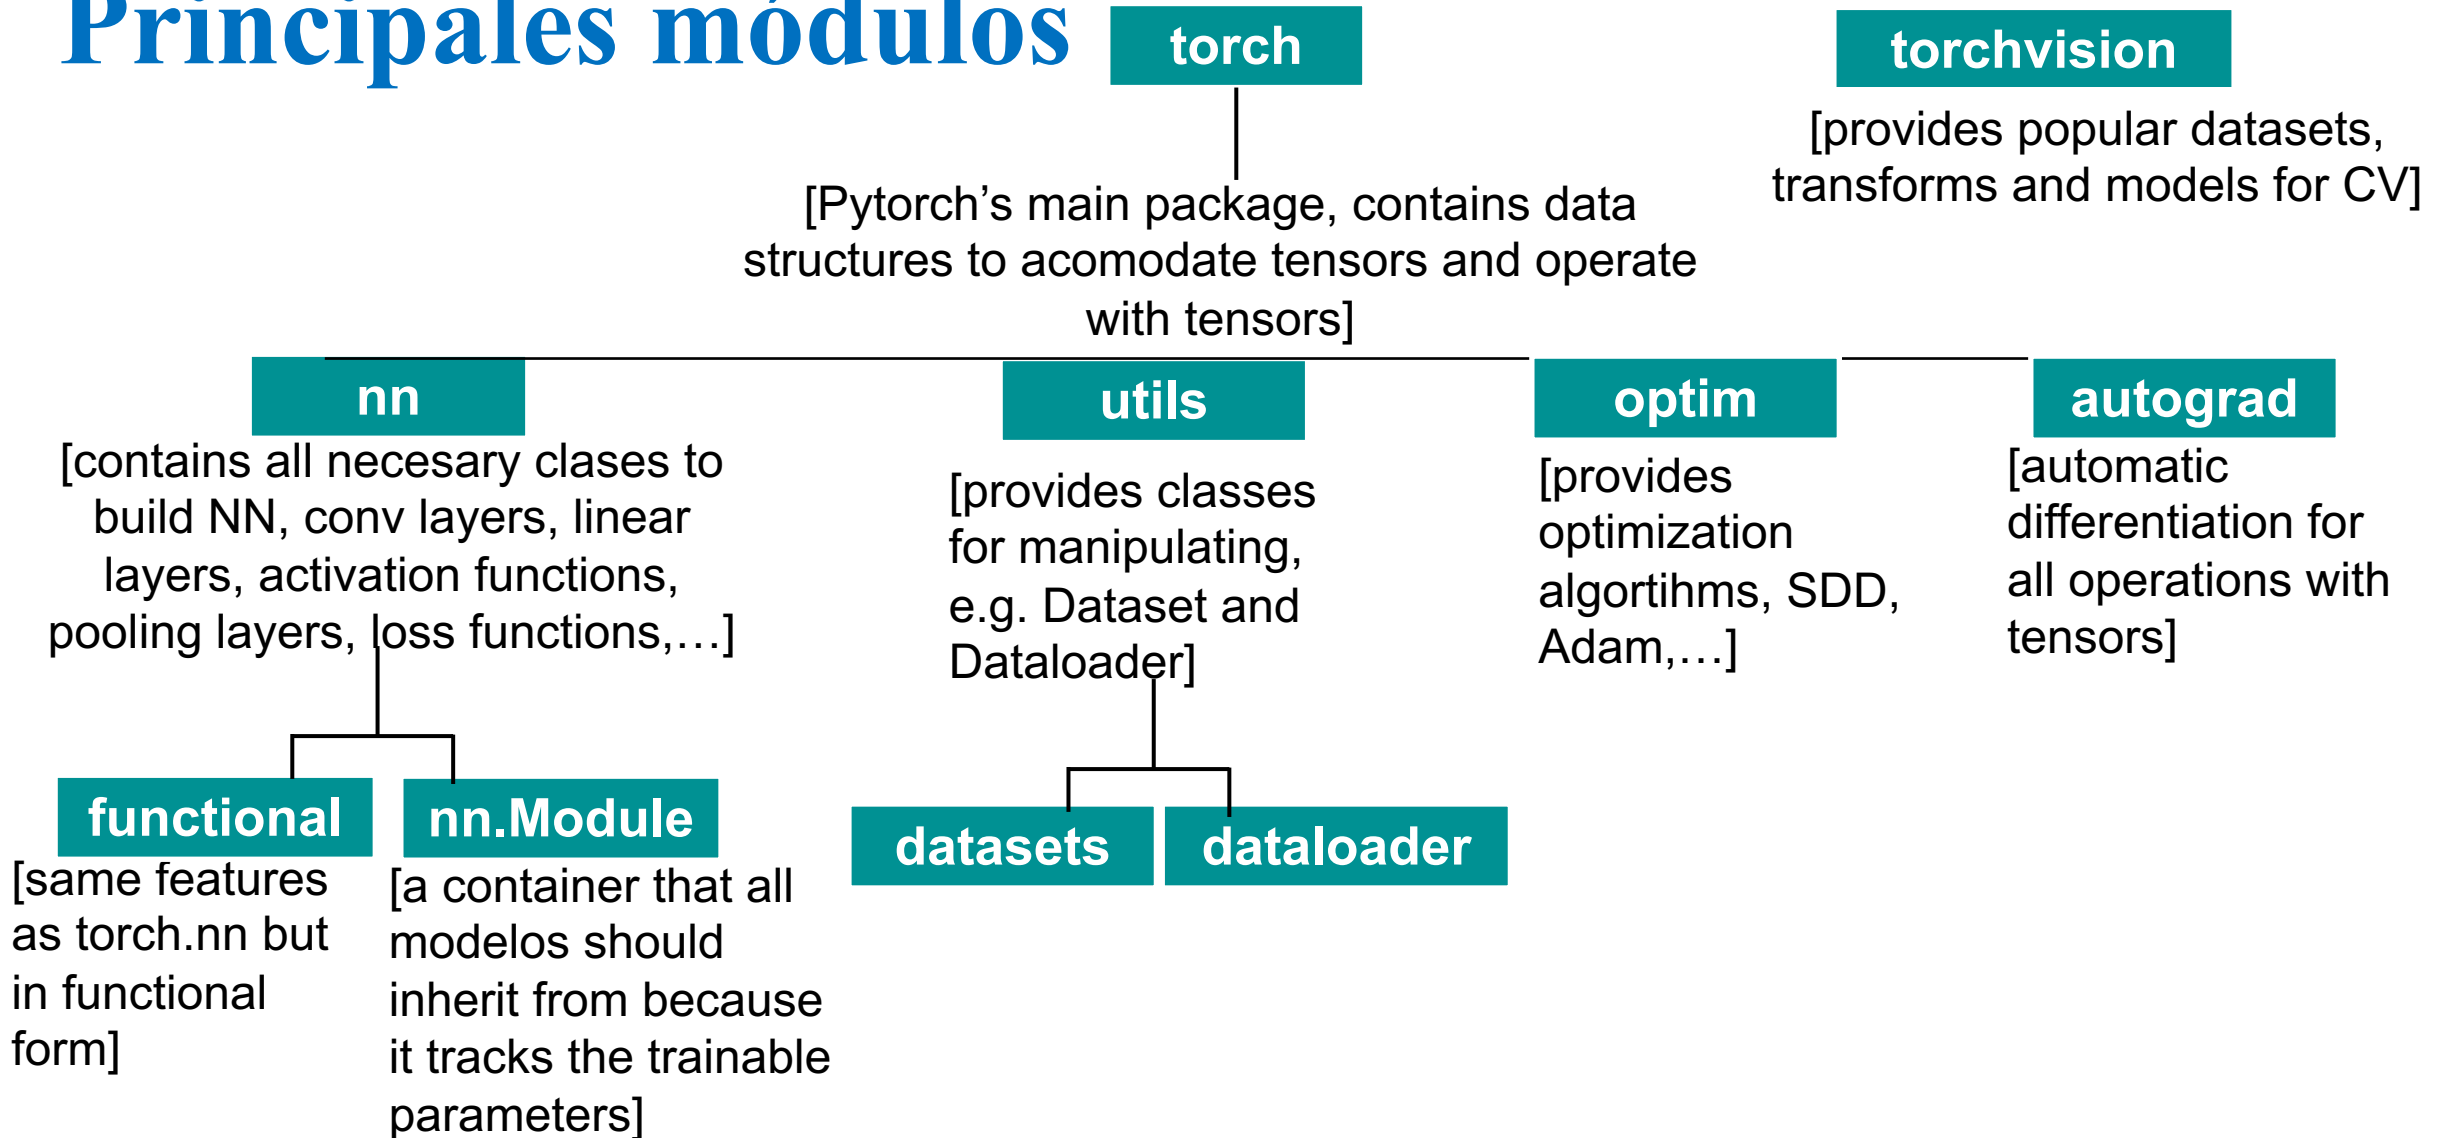 Principales módulos
torch
torchvision
[provides popular datasets,
transforms and models for CV]
[Pytorch’s main package, contains data
structures to acomodate tensors and operate
with tensors]
nn
[contains all necesary clases to
build NN, conv layers, linear
layers, activation functions,
pooling layers, loss functions,…]
utils
[provides classes
for manipulating,
e.g. Dataset and
Dataloader]
optim
[provides
optimization
algortihms, SDD,
Adam,…]
autograd
[automatic
differentiation for
all operations with
tensors]
functional
[same features
as torch.nn but
in functional
form]
nn.Module
[a container that all
modelos should
inherit from because
it tracks the trainable
parameters]
datasets
dataloader